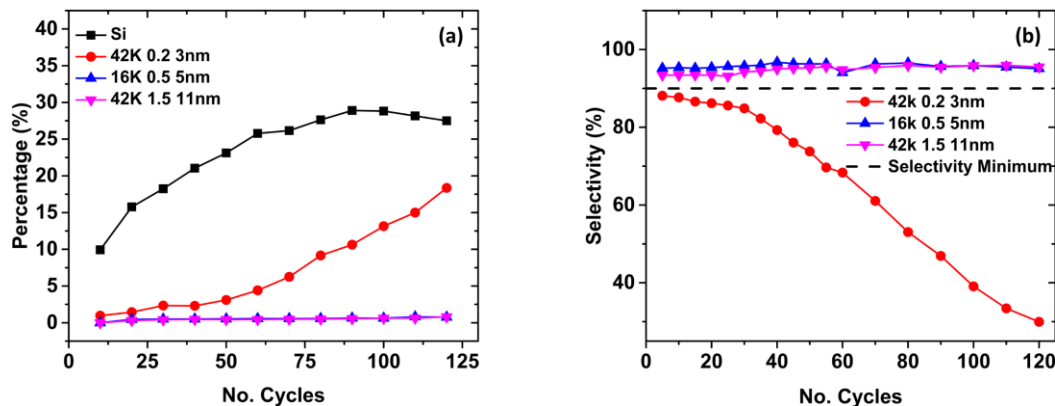 (a)
Si
42K 0.2 3nm
16K 0.5 5nm
42K 1.5 11nm
Percentage (%)
40
35
30
25
20
15
10
5
0
0
25
50
75
100
125
No. Cycles
(b)
42k 0.2 3nm
16k 0.5 5nm
42k 1.5 11nm
Selectivity Minimum
Selectivity (%)
100
80
60
40
0
20
40
60
80
100
120
No. Cycles